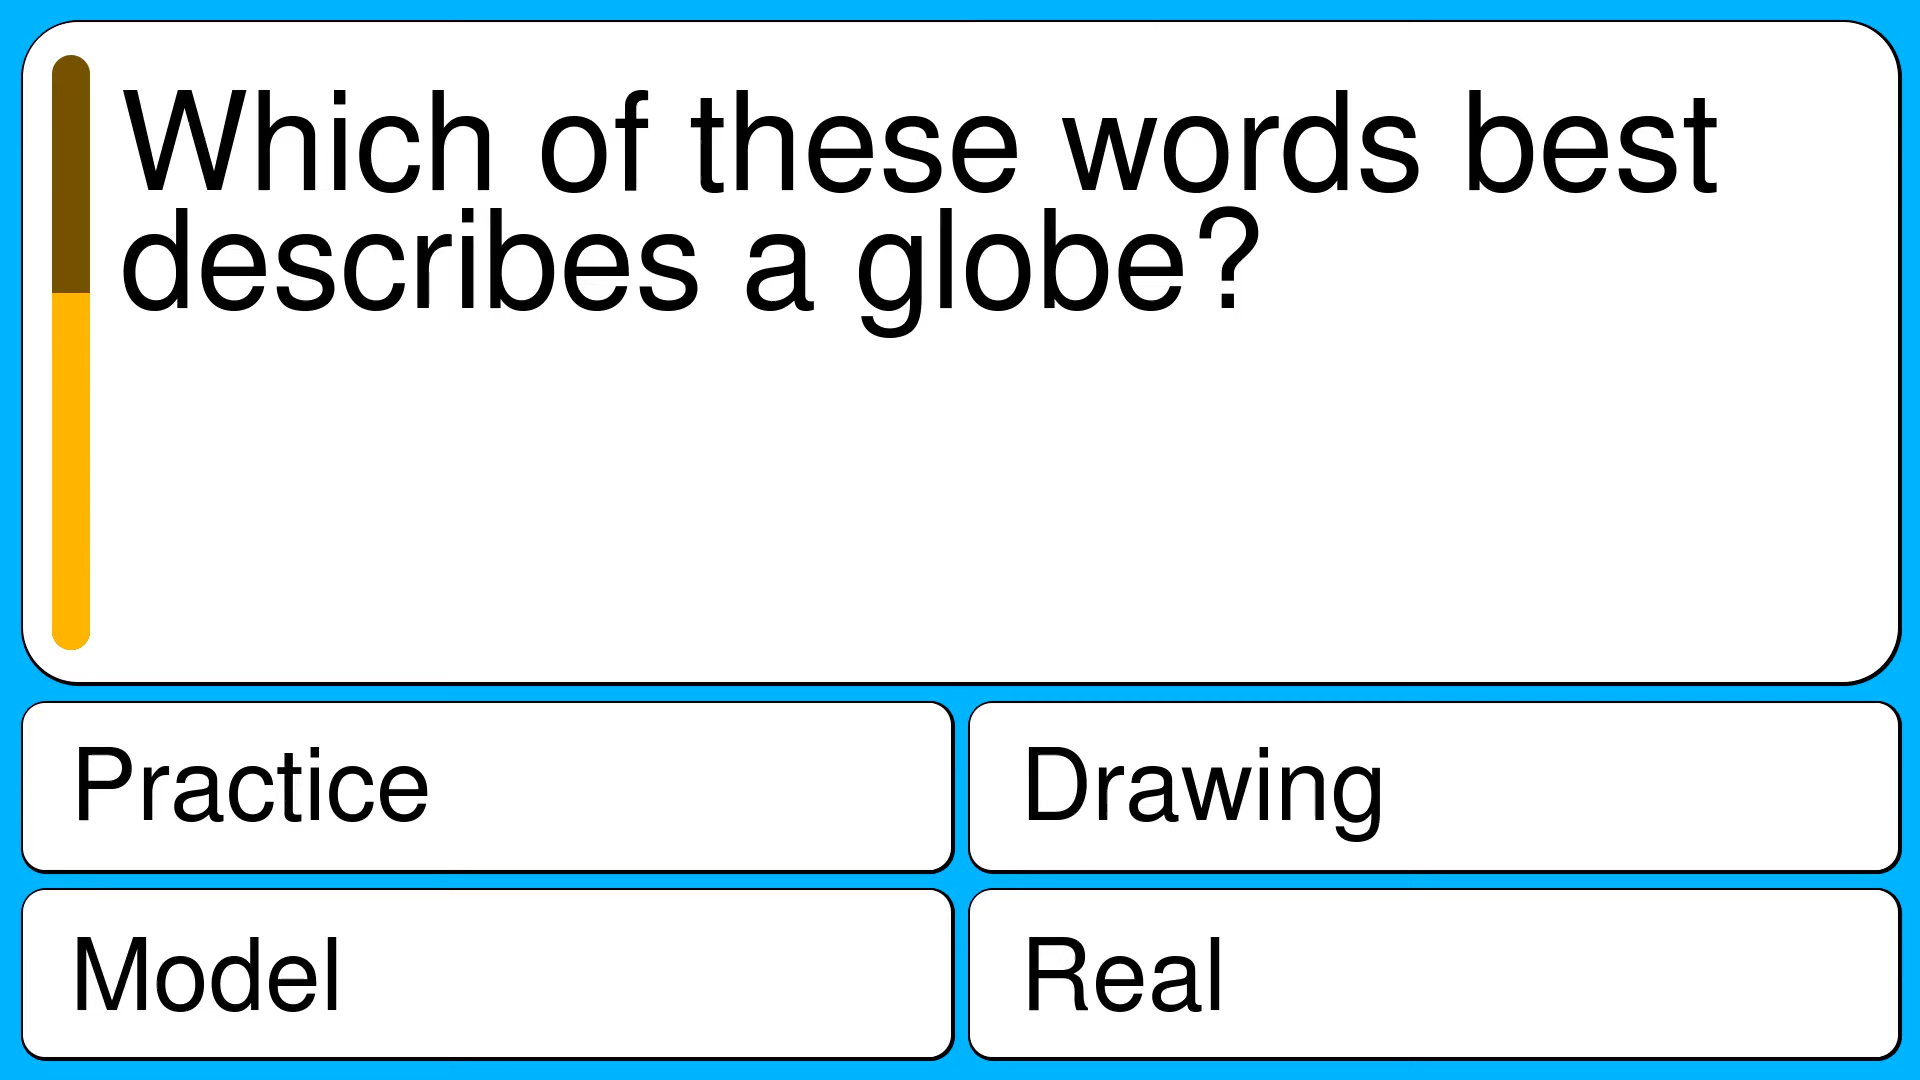 Which of these words best
describes a globe?
Practice
Drawing
Model
Real